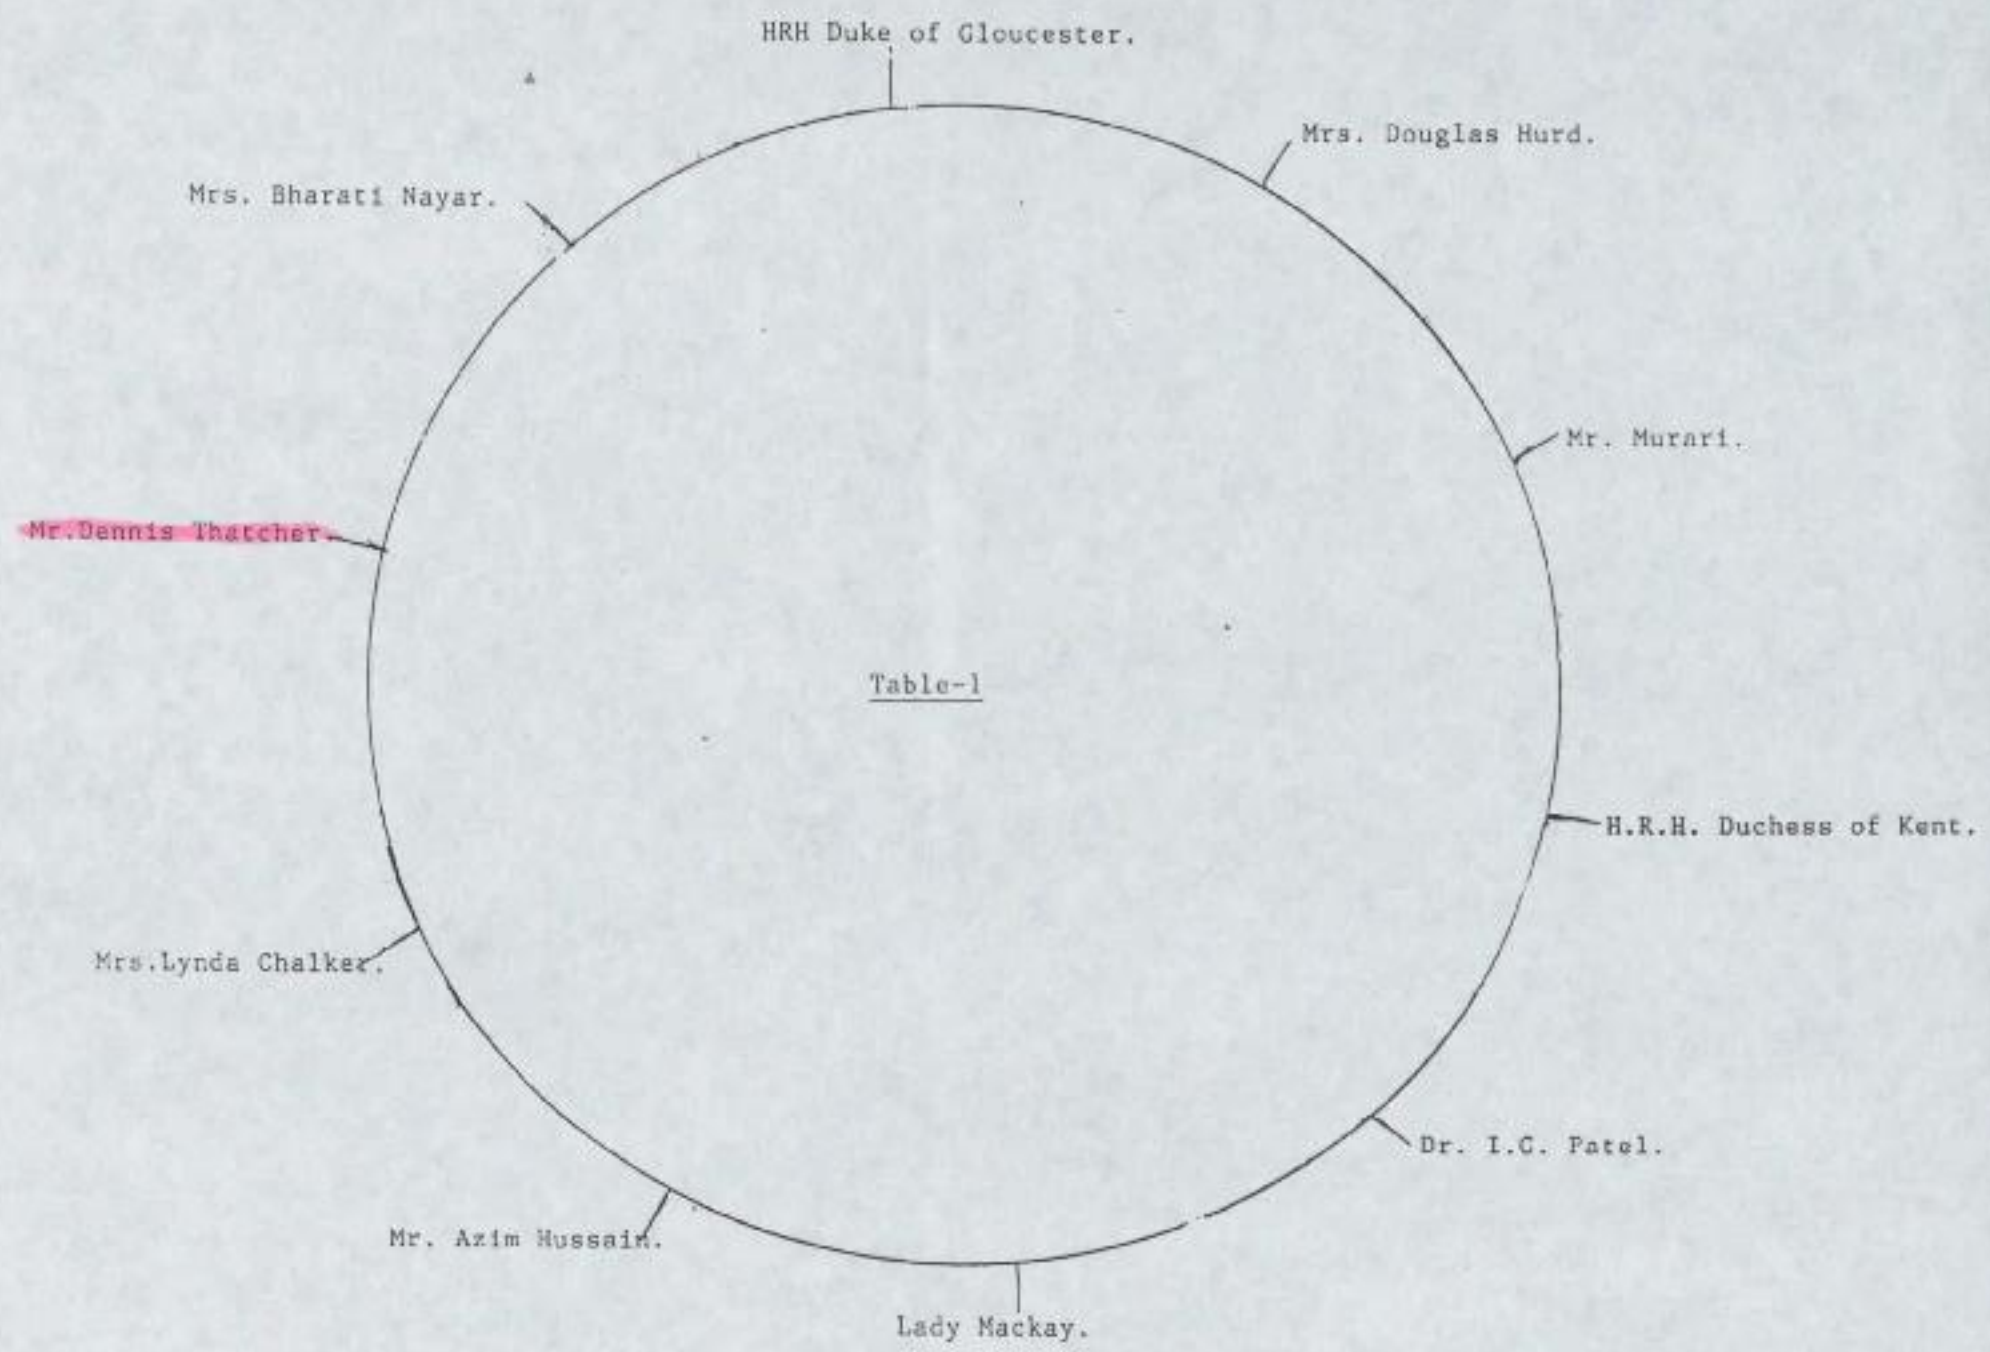 HRH Duke of Gloucester.
Mrs. Douglas Hurd.
Mrs. Bharati Nayar.
Mr. Murari.
Mr.Dennis Thatcher.
Table-1
H.R.H. Duchess of Kent.
Mrs.Lynda Chalker.
Dr. I.G. Patel.
Mr. Azim Hussain.
Lady Mackay.